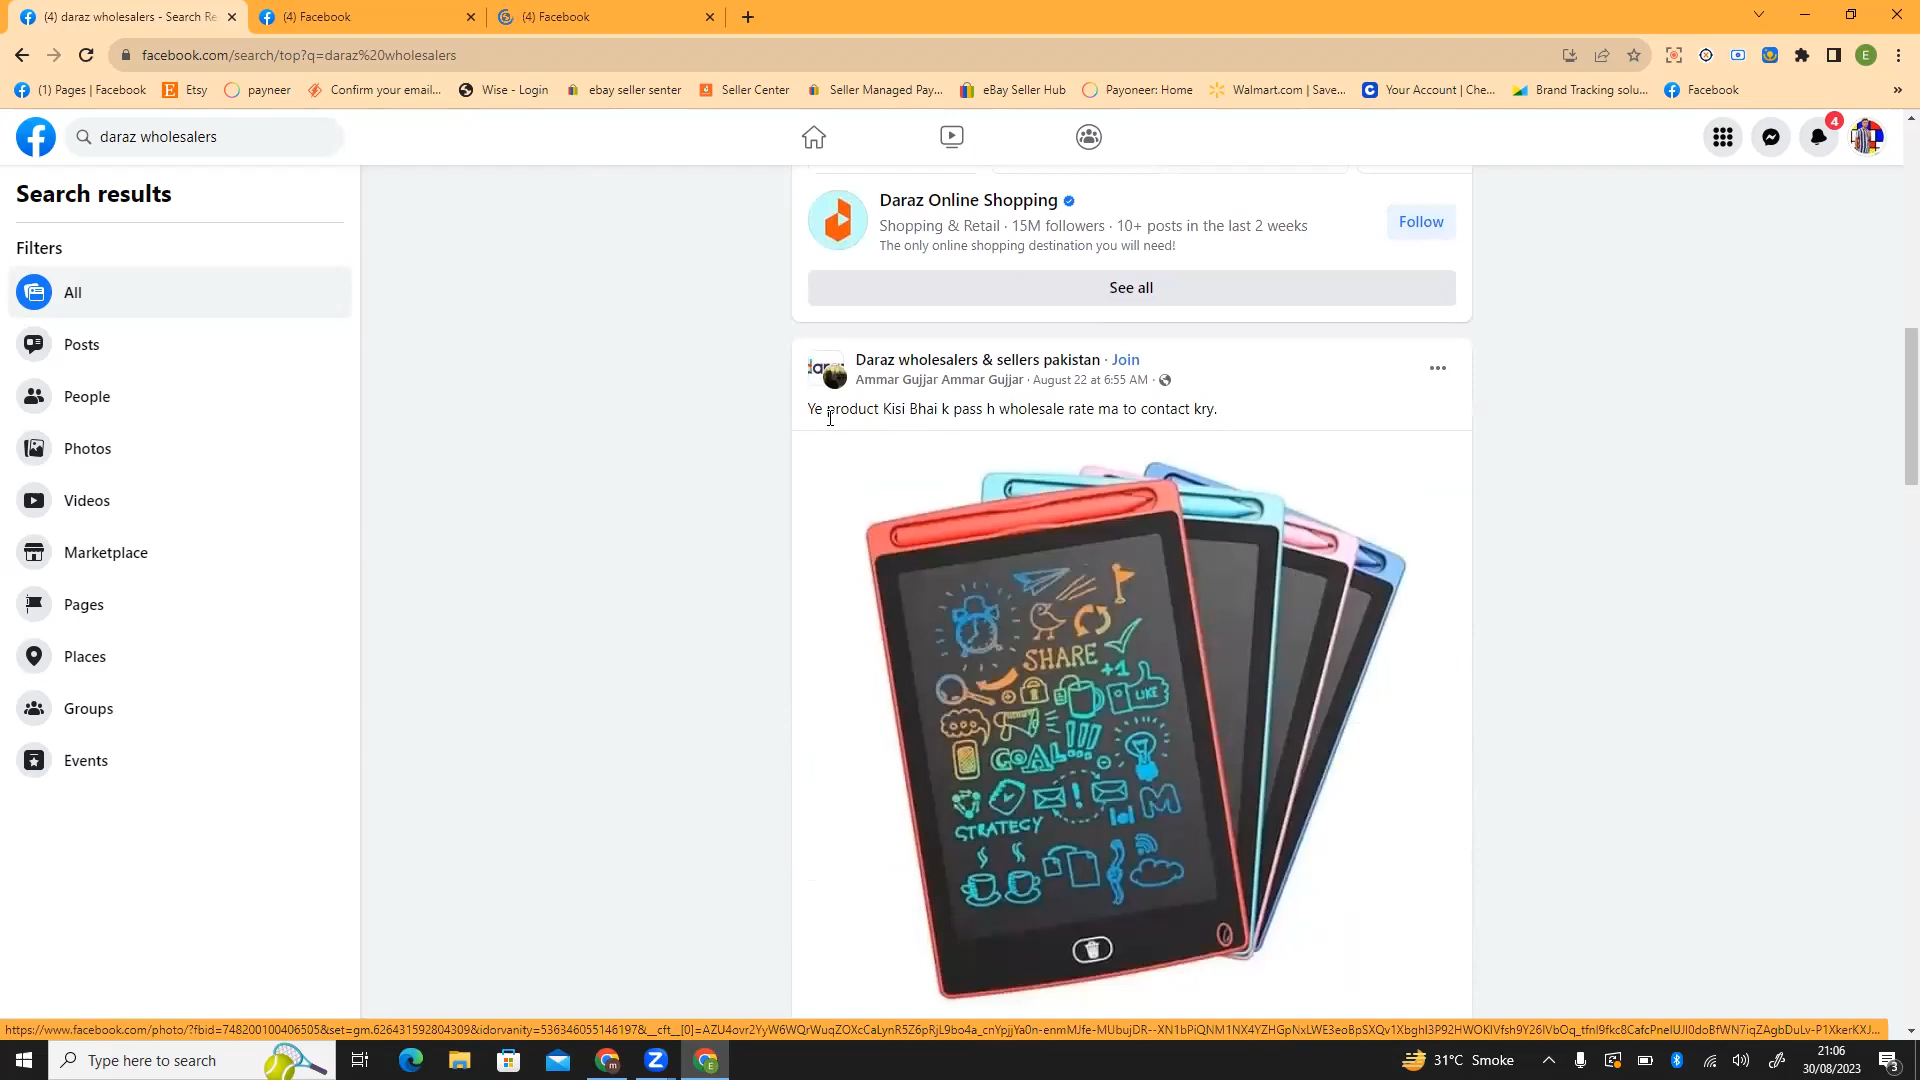 (4) daraz wholesalers - Search Re
(4) Facebook
(4) Facebook
facebook.com/search/top?q=daraz%20wholesalers
E
(1) Pages | Facebook
Etsy
payneer
Confirm your email...
Wise - Login
ebay seller senter
Seller Center
Seller Managed Pay...
eBay Seller Hub
Payoneer: Home
Walmart.com | Save...
Your Account | Che...
Brand Tracking solu...
Facebook
daraz wholesalers
4
Search results
Filters
All
Posts
People
Photos
Videos
Marketplace
Pages
Places
Groups
Events
Daraz Online Shopping
Shopping & Retail · 15M followers · 10+ posts in the last 2 weeks
The only online shopping destination you will need!
Follow
See all
Daraz wholesalers & sellers pakistan · Join
Ammar Gujjar Ammar Gujjar · August 22 at 6:55 AM ·
Ye product Kisi Bhai k pass h wholesale rate ma to contact kry.
SHARE
+1
LIKE
GOAL!!!
lol
STRATEGY
Type here to search
31°C Smoke
21:06
30/08/2023
3